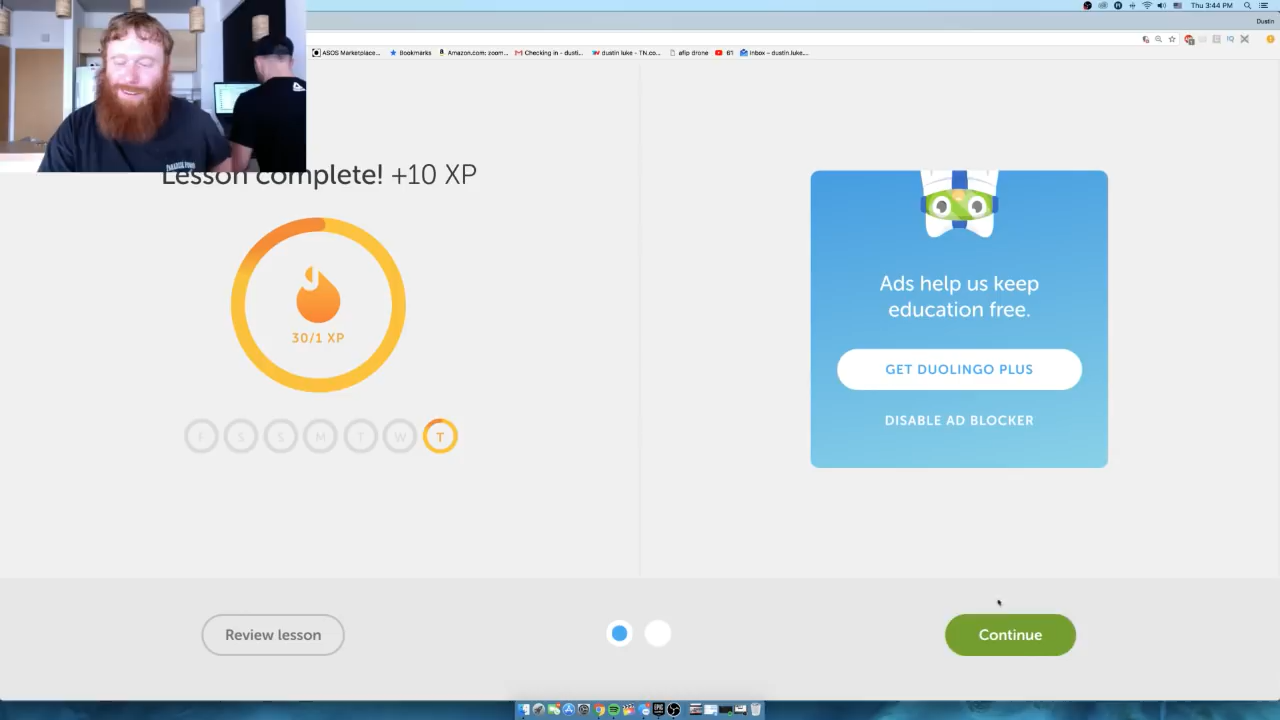 Thu 3:44 PM
Dustin
ASOS Marketplace...
Bookmarks
Amazon.com: zoom...
Checking in - dusti...
dustin luke - TN.co...
afip drone
61
Inbox - dustin.luke...
Lesson complete! +10 XP
30/1 XP
F S S M T W T
Ads help us keep
education free.
GET DUOLINGO PLUS
DISABLE AD BLOCKER
Review lesson
Continue